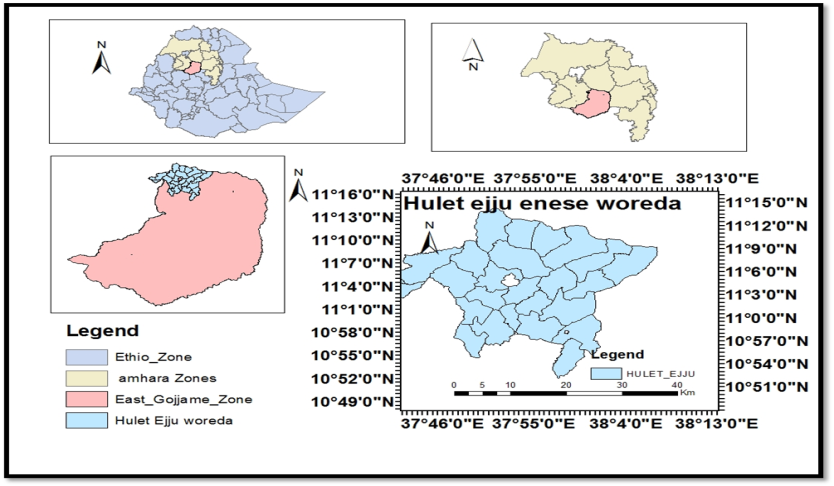 N
N
N
37°46'0"E 37°55'0"E 38°4'0"E 38°13'0"E
Hulet ejju enese woreda
N
11°16'0"N
11°13'0"N
11°10'0"N
11°7'0"N
11°4'0"N
11°1'0"N
10°58'0"N
10°55'0"N
10°52'0"N
10°49'0"N
11°15'0"N
11°12'0"N
11°9'0"N
11°6'0"N
11°3'0"N
11°0'0"N
10°57'0"N
10°54'0"N
10°51'0"N
Legend
HULET_EJJU
0 5 10 20 30 40
Km
37°46'0"E 37°55'0"E 38°4'0"E 38°13'0"E
Legend
Ethio_Zone
amhara Zones
East_Gojjame_Zone
Hulet Ejju woreda